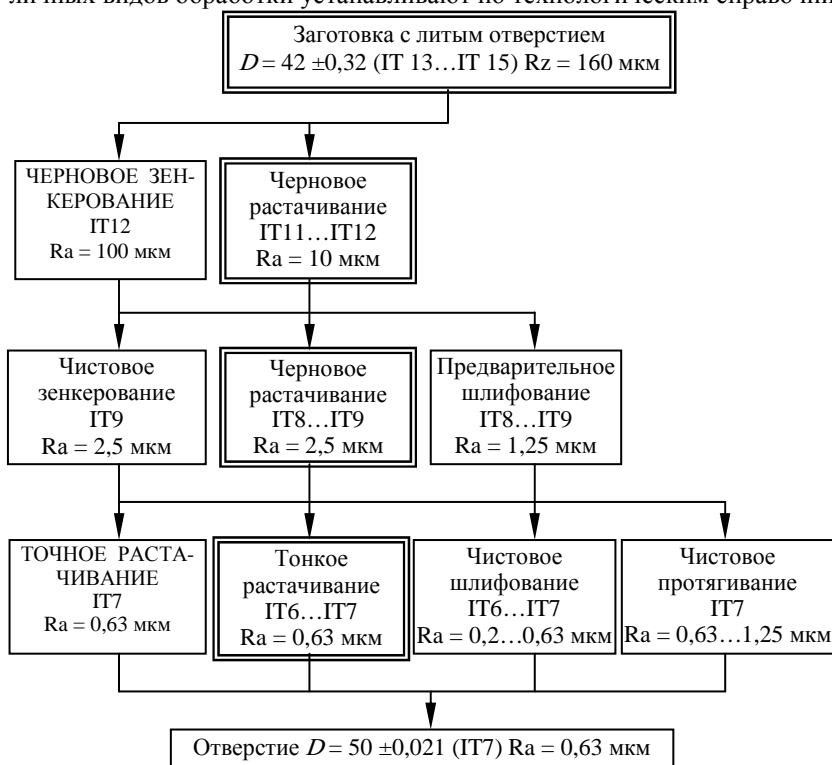 личных видов обработки устанавливают по технологическим справочни
Заготовка с литым отверстием
D = 42 ±0,32 (IT 13…IT 15) Rz = 160 мкм
ЧЕРНОВОЕ ЗЕН-
КЕРОВАНИЕ
IT12
Ra = 100 мкм
Черновое
растачивание
IT11…IT12
Ra = 10 мкм
Чистовое
зенкерование
IT9
Ra = 2,5 мкм
Черновое
растачивание
IT8…IT9
Ra = 2,5 мкм
Предварительное
шлифование
IT8…IT9
Ra = 1,25 мкм
ТОЧНОЕ РАСТА-
ЧИВАНИЕ
IT7
Ra = 0,63 мкм
Тонкое
растачивание
IT6…IT7
Ra = 0,63 мкм
Чистовое
шлифование
IT6…IT7
Ra = 0,2…0,63 мкм
Чистовое
протягивание
IT7
Ra = 0,63…1,25 мкм
Отверстие D = 50 ±0,021 (IT7) Ra = 0,63 мкм